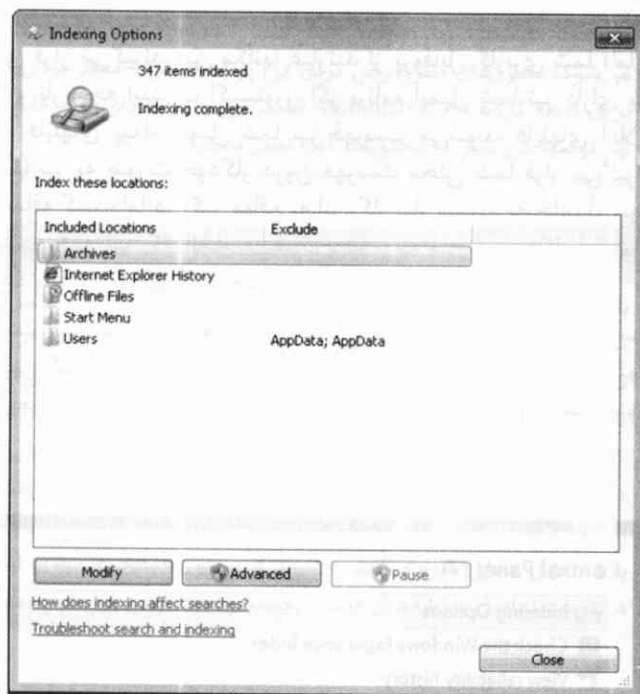 Indexing Options
347 items indexed
Indexing complete.
Index these locations:
Included Locations Exclude
Archives
Internet Explorer History
Offline Files
Start Menu
Users AppData; AppData
Modify Advanced Pause
How does indexing affect searches?
Troubleshoot search and indexing
Close